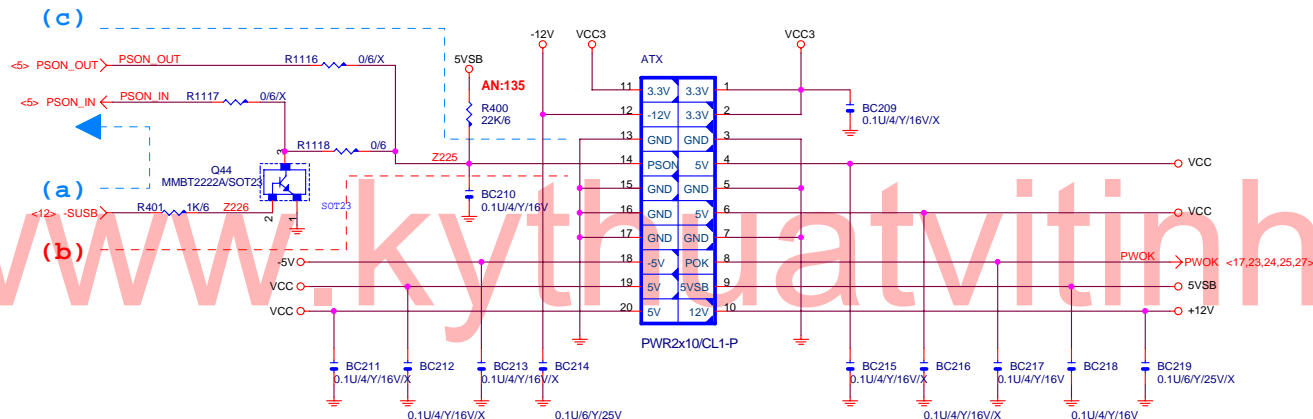 (c)
-12V
VCC3
VCC3
<5> PSON_OUT
PSON_OUT
R1116
0/6/X
5VSB
ATX
AN:135
<5> PSON_IN
PSON_IN
R1117
0/6/X
R400
22K/6
11
3.3V
3.3V
1
BC209
0.1U/4/Y/16V/X
12
-12V
3.3V
2
13
GND
GND
3
3
R1118
0/6
Z225
14
PSON
5V
4
VCC
Q44
MMBT2222A/SOT23
SOT23
BC210
0.1U/4/Y/16V
15
GND
GND
5
(a)
<12> -SUSB
R401
1K/6
Z226
2
1
16
GND
5V
6
VCC
17
GND
GND
7
(b)
-5V
18
-5V
POK
8
PWOK
PWOK
<17,23,24,25,27>
VCC
19
5V
5VSB
9
5VSB
VCC
20
5V
12V
10
+12V
PWR2x10/CL1-P
www.kythuatvitinh
BC211
0.1U/4/Y/16V/X
BC212
0.1U/4/Y/16V/X
BC213
0.1U/4/Y/16V/X
BC214
0.1U/6/Y/25V
BC215
0.1U/4/Y/16V/X
BC216
0.1U/4/Y/16V/X
BC217
0.1U/4/Y/16V
BC218
0.1U/4/Y/16V
BC219
0.1U/6/Y/25V/X